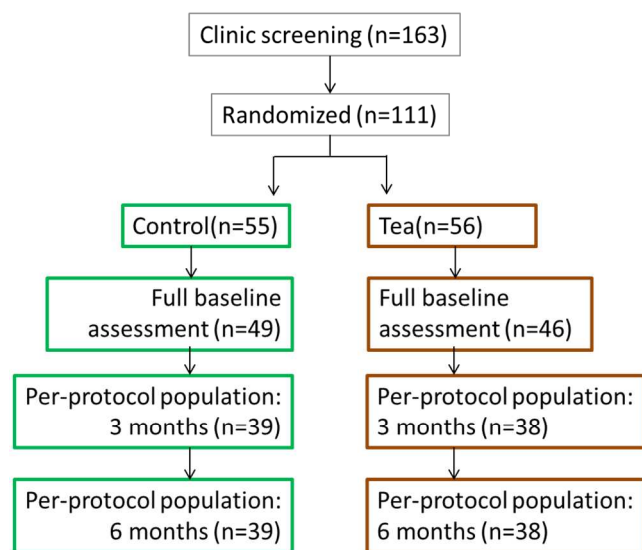 Clinic screening (n=163)
Randomized (n=111)
Control(n=55)
Tea(n=56)
Full baseline
assessment (n=49)
Full baseline
assessment (n=46)
Per-protocol population:
3 months (n=39)
Per-protocol population:
3 months (n=38)
Per-protocol population:
6 months (n=39)
Per-protocol population:
6 months (n=38)